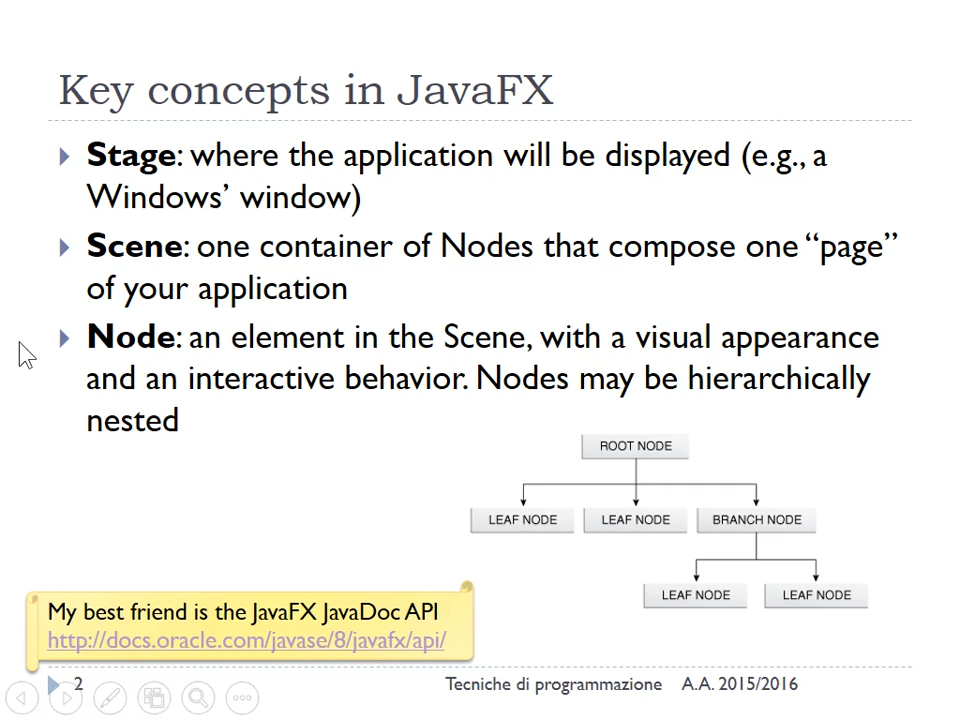 Key concepts in JavaFX
Stage: where the application will be displayed (e.g., a
Windows’ window)
Scene: one container of Nodes that compose one “page”
of your application
Node: an element in the Scene, with a visual appearance
and an interactive behavior. Nodes may be hierarchically
nested
ROOT NODE
LEAF NODE
LEAF NODE
BRANCH NODE
LEAF NODE
LEAF NODE
My best friend is the JavaFX JavaDoc API
http://docs.oracle.com/javase/8/javafx/api/
2
Tecniche di programmazione A.A. 2015/2016